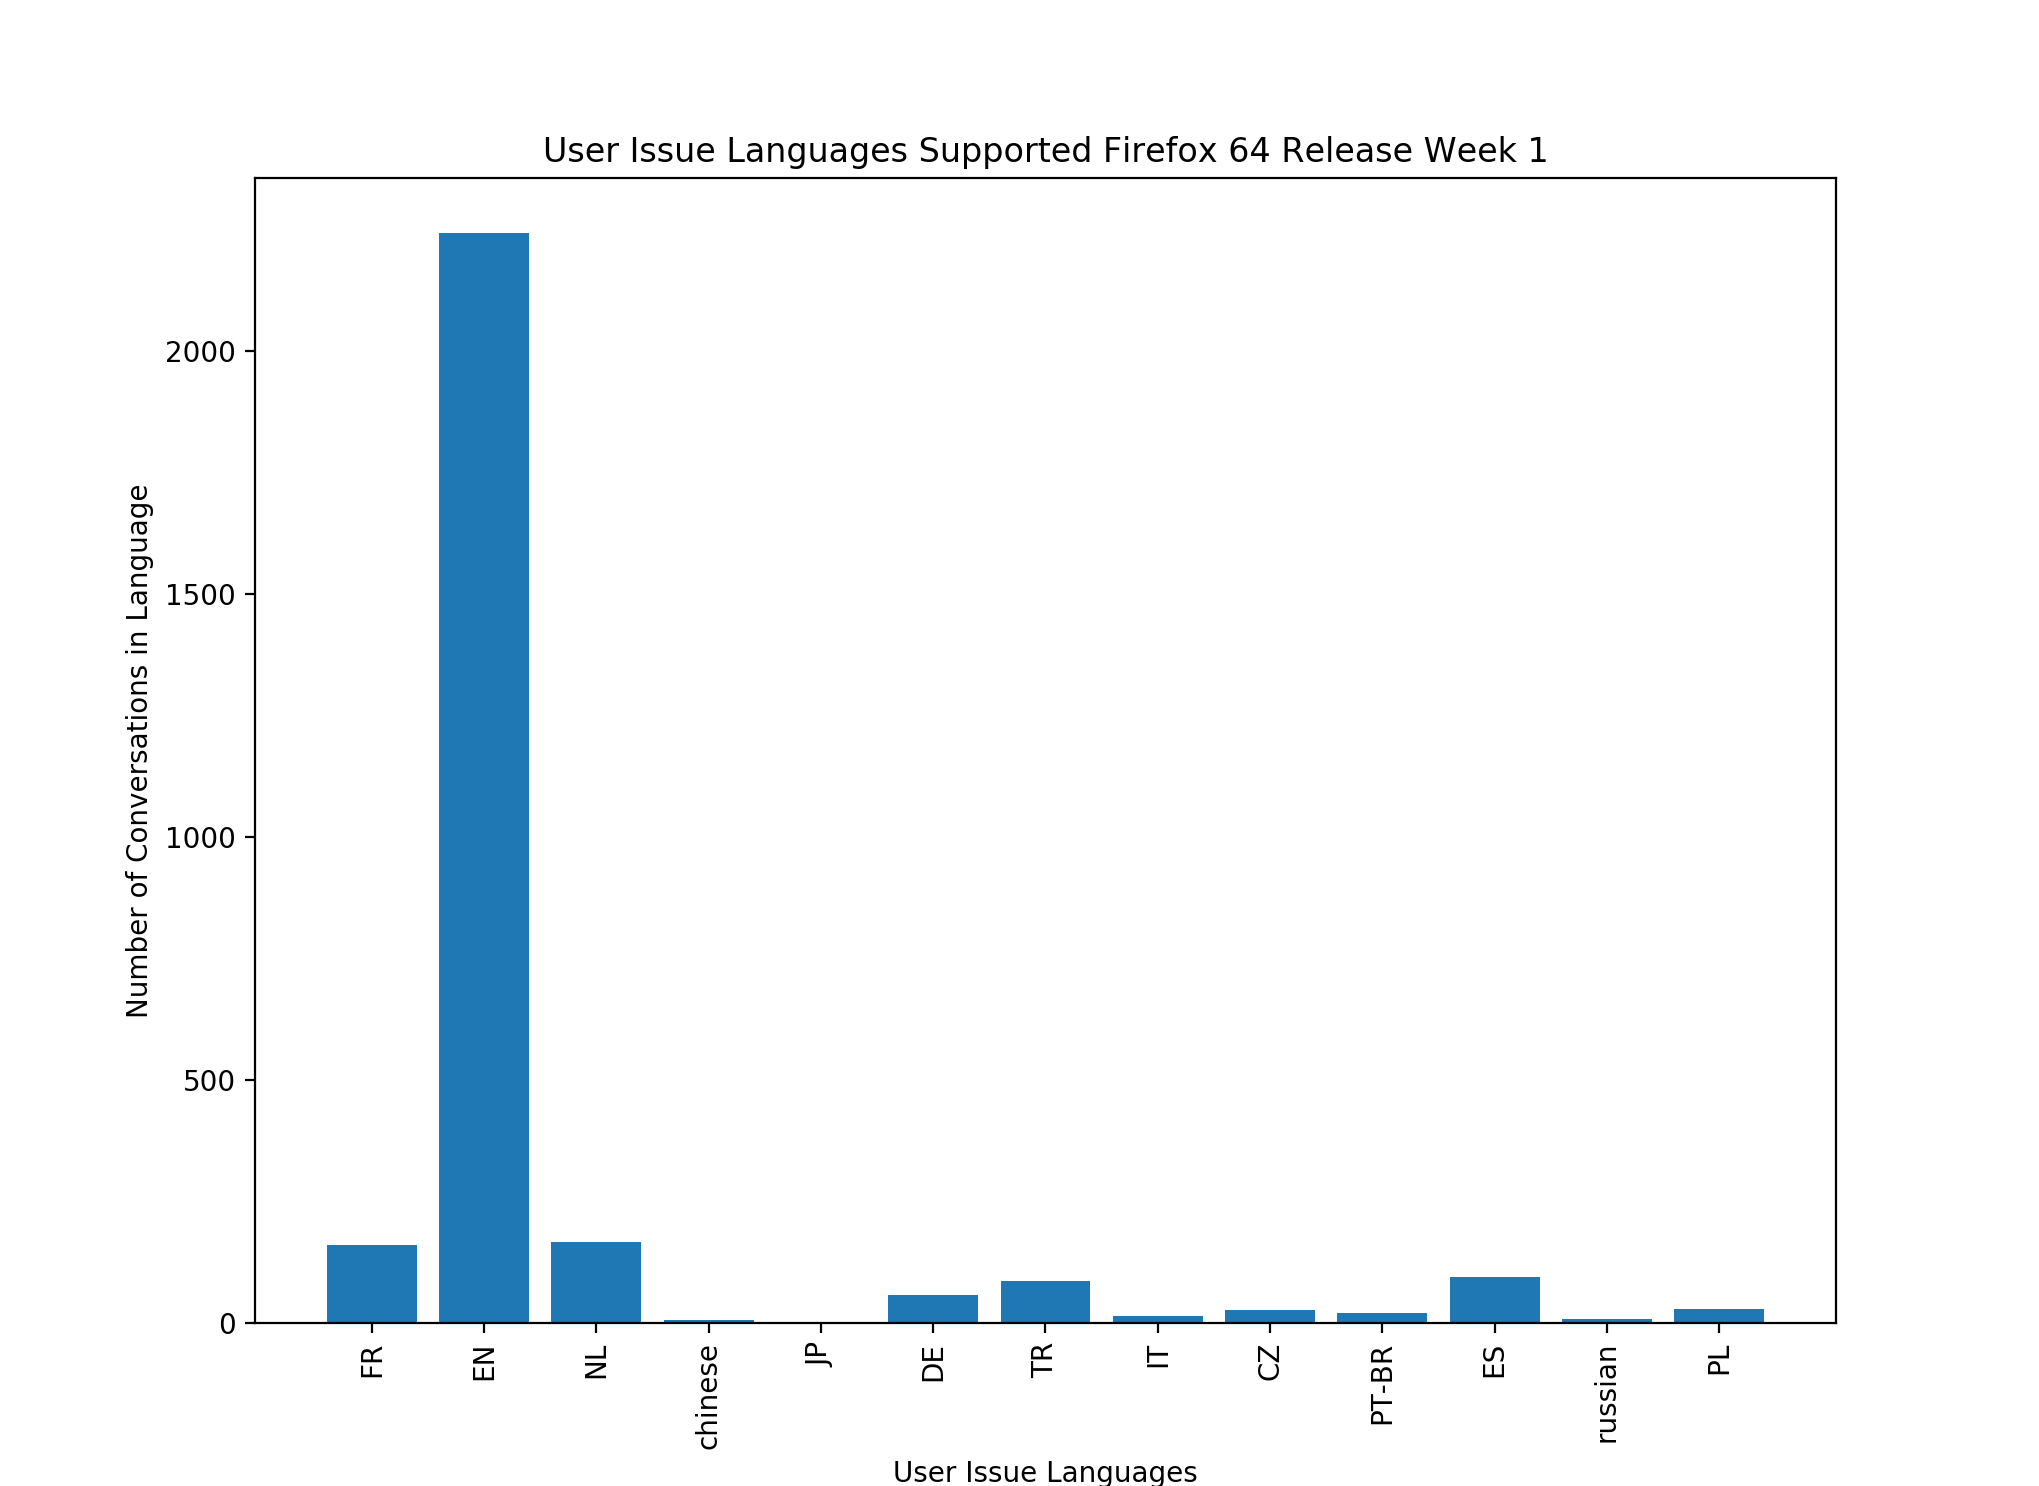 User Issue Languages Supported Firefox 64 Release Week 1
Number of Conversations in Language
2000
1500
1000
500
0
FR
EN
NL
chinese
JP
DE
TR
IT
CZ
PT-BR
ES
russian
PL
User Issue Languages